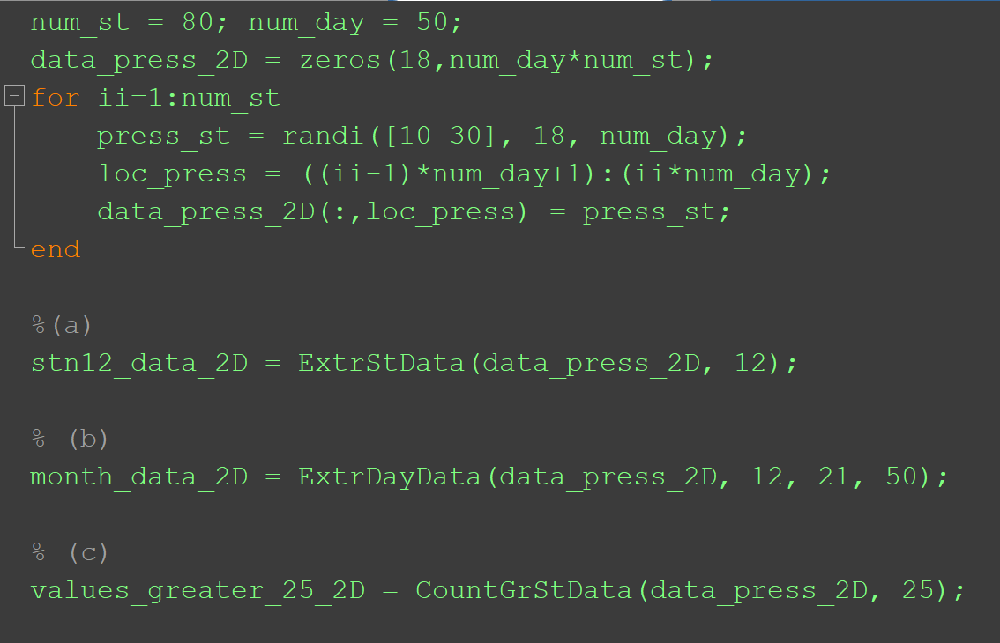 num_st = 80; num_day = 50;
data_press_2D = zeros(18,num_day*num_st);
for ii=1:num_st
    press_st = randi([10 30], 18, num_day);
    loc_press = ((ii-1)*num_day+1):(ii*num_day);
    data_press_2D(:,loc_press) = press_st;
end
%(a)
stn12_data_2D = ExtrStData(data_press_2D, 12);
% (b)
month_data_2D = ExtrDayData(data_press_2D, 12, 21, 50);
% (c)
values_greater_25_2D = CountGrStData(data_press_2D, 25);